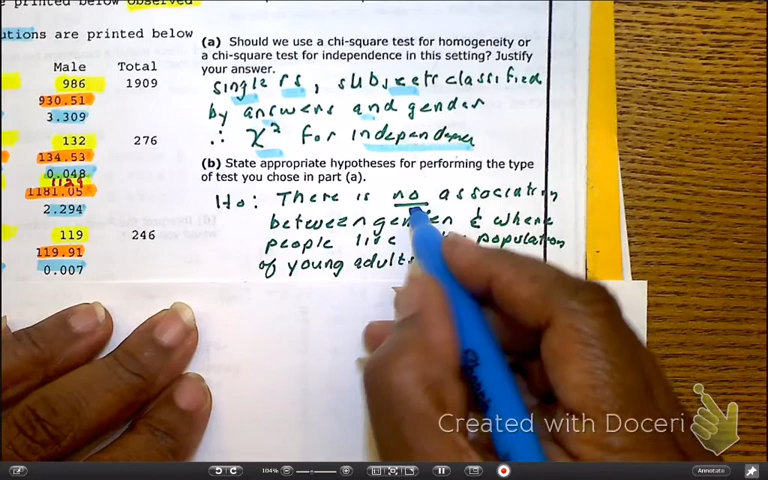 printed below observed
utions are printed below
Male Total
986 1909
930.51
3.309
132 276
134.53
0.048
1129
1181.05
2.294
119 246
119.91
0.007
(a) Should we use a chi-square test for homogeneity or
a chi-square test for independence in this setting? Justify
your answer.
single rs, subsects classified
by answers and gender
∴ χ² for independence
(b) State appropriate hypotheses for performing the type
of test you chose in part (a).
Ho: There is no association
between gender & where
people live population
of young adults
Created with Doceri
104%
Annotate